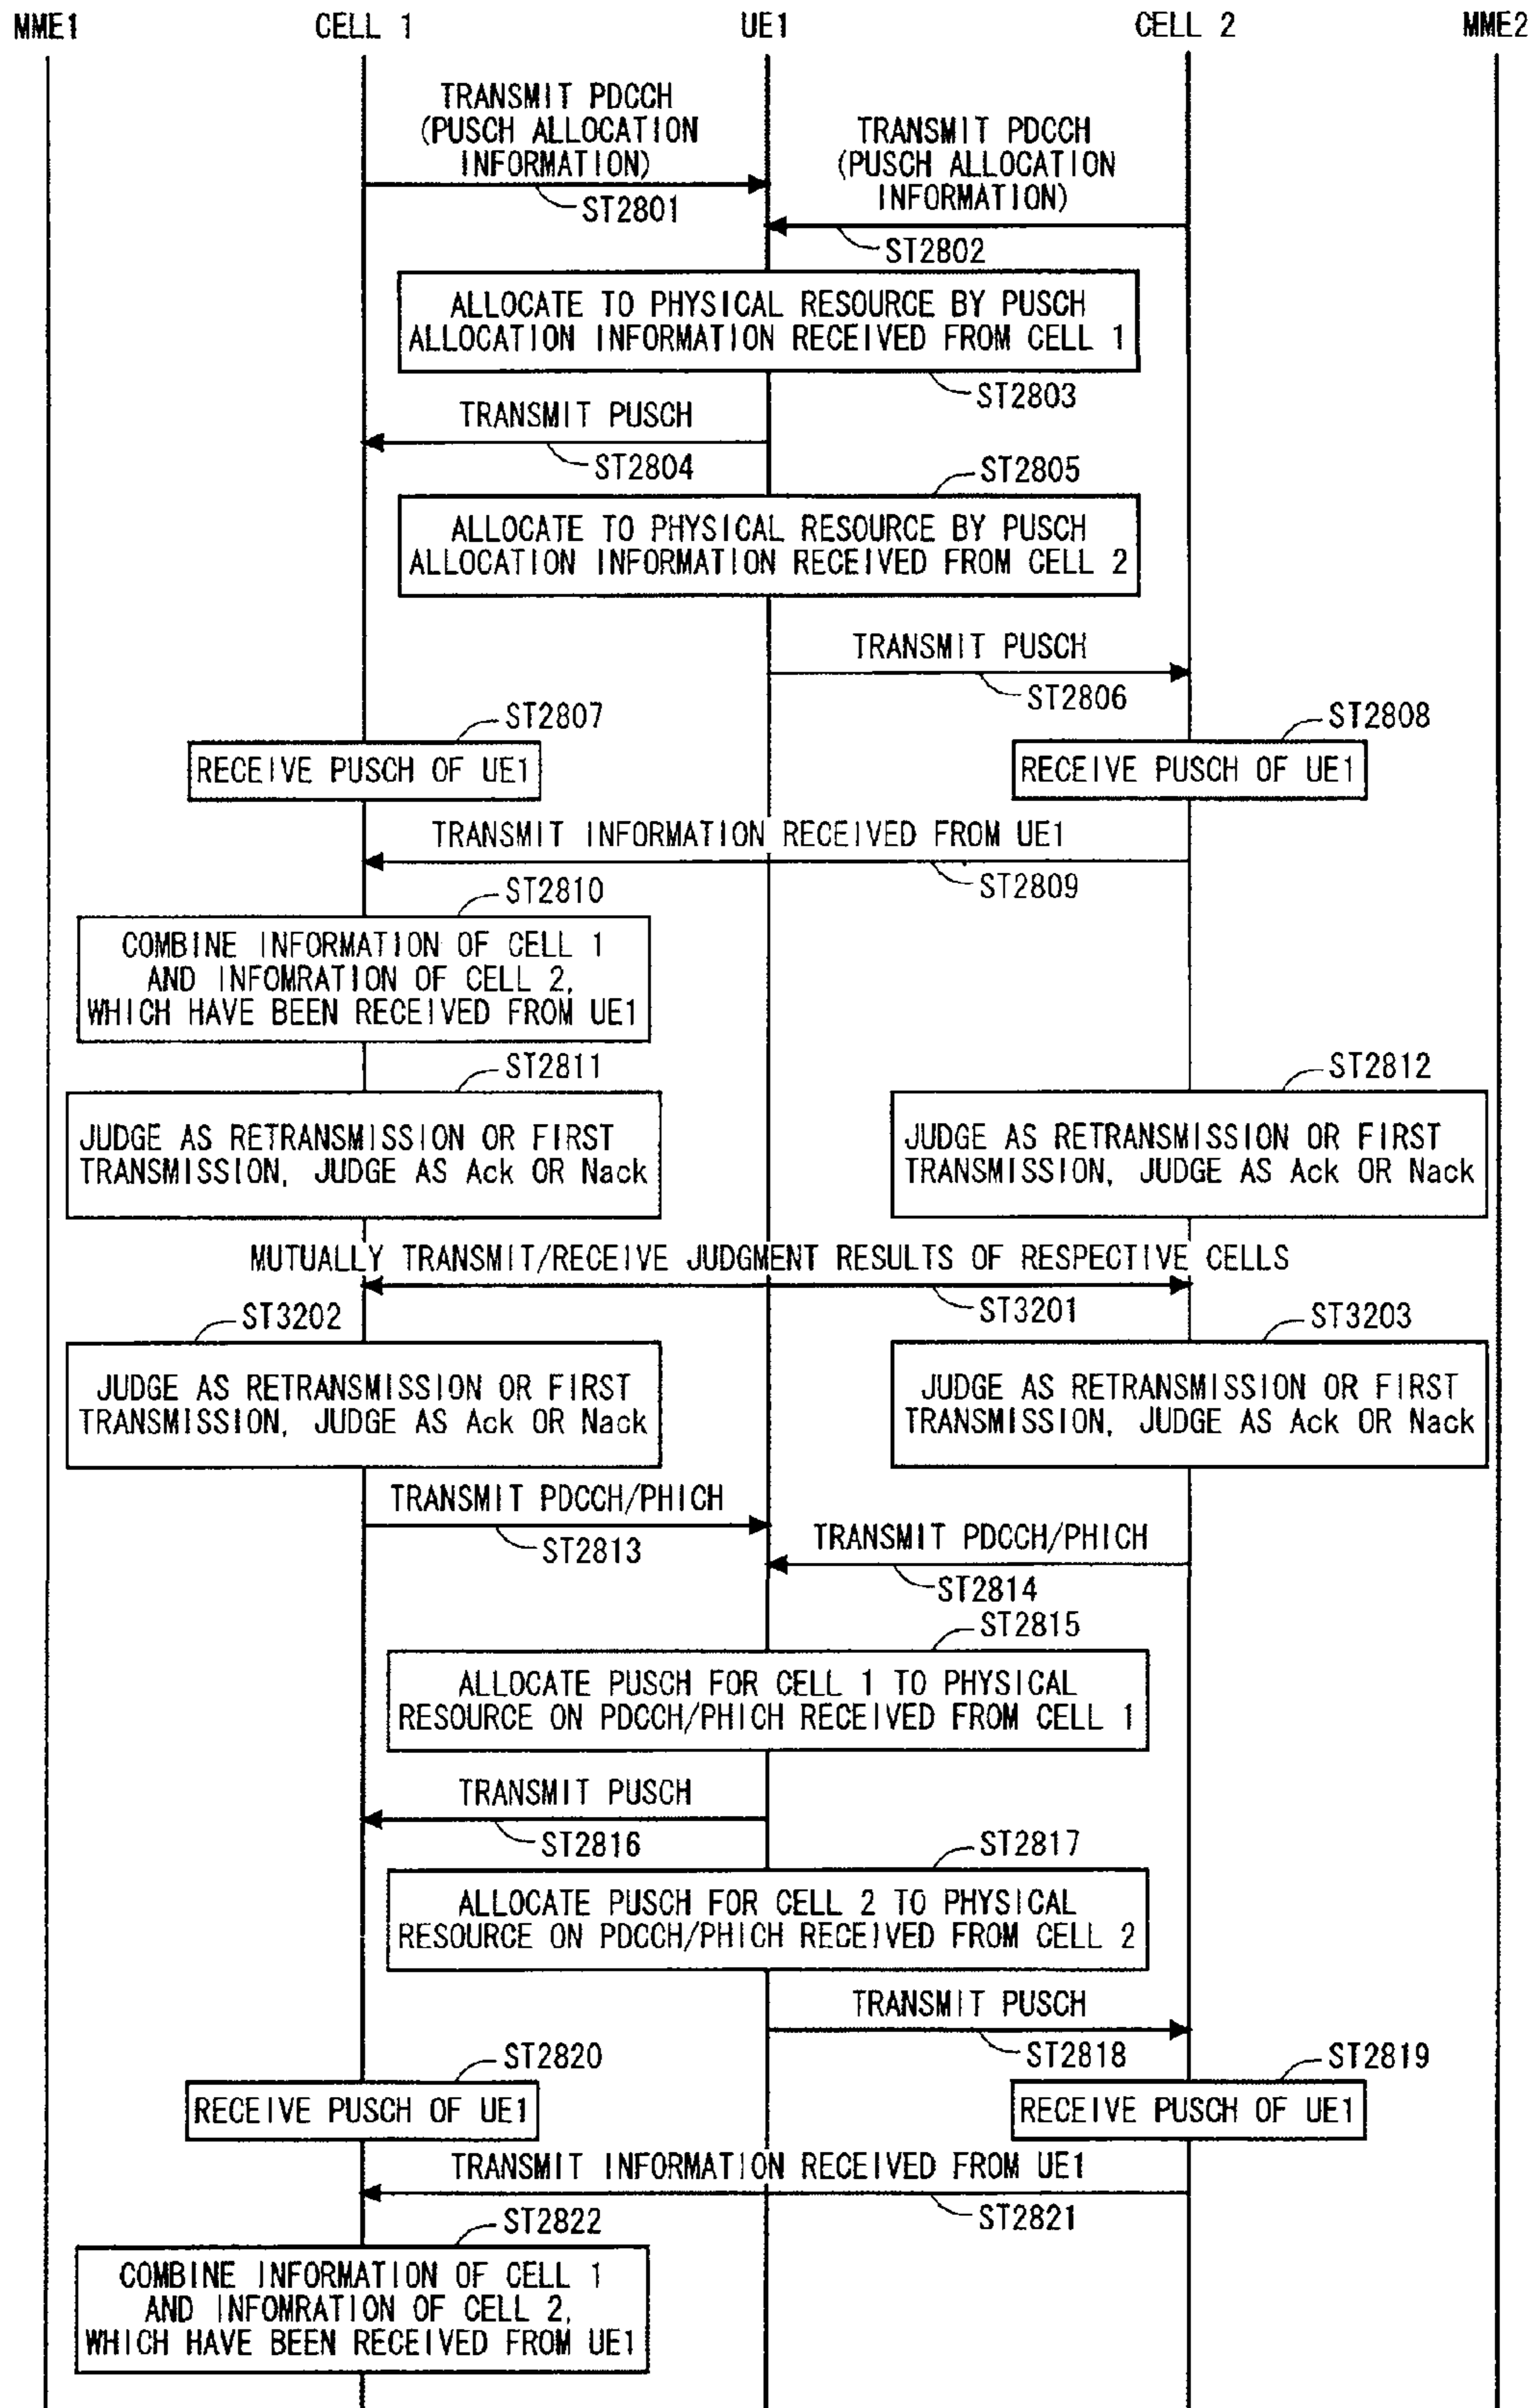 MME1 CELL 1 UE1 CELL 2 MME2
TRANSMIT PDCCH
(PUSCH ALLOCATION
INFORMATION)
ST2801
TRANSMIT PDCCH
(PUSCH ALLOCATION
INFORMATION)
ST2802
ALLOCATE TO PHYSICAL RESOURCE BY PUSCH
ALLOCATION INFORMATION RECEIVED FROM CELL 1
ST2803
TRANSMIT PUSCH
ST2804
ST2805
ALLOCATE TO PHYSICAL RESOURCE BY PUSCH
ALLOCATION INFORMATION RECEIVED FROM CELL 2
TRANSMIT PUSCH
ST2806
ST2807
RECEIVE PUSCH OF UE1
ST2808
RECEIVE PUSCH OF UE1
TRANSMIT INFORMATION RECEIVED FROM UE1
ST2809
ST2810
COMBINE INFORMATION OF CELL 1
AND INFOMRATION OF CELL 2,
WHICH HAVE BEEN RECEIVED FROM UE1
ST2811
JUDGE AS RETRANSMISSION OR FIRST
TRANSMISSION, JUDGE AS Ack OR Nack
ST2812
JUDGE AS RETRANSMISSION OR FIRST
TRANSMISSION, JUDGE AS Ack OR Nack
MUTUALLY TRANSMIT/RECEIVE JUDGMENT RESULTS OF RESPECTIVE CELLS
ST3201
ST3202
JUDGE AS RETRANSMISSION OR FIRST
TRANSMISSION, JUDGE AS Ack OR Nack
ST3203
JUDGE AS RETRANSMISSION OR FIRST
TRANSMISSION, JUDGE AS Ack OR Nack
TRANSMIT PDCCH/PHICH
ST2813
TRANSMIT PDCCH/PHICH
ST2814
ST2815
ALLOCATE PUSCH FOR CELL 1 TO PHYSICAL
RESOURCE ON PDCCH/PHICH RECEIVED FROM CELL 1
TRANSMIT PUSCH
ST2816
ST2817
ALLOCATE PUSCH FOR CELL 2 TO PHYSICAL
RESOURCE ON PDCCH/PHICH RECEIVED FROM CELL 2
TRANSMIT PUSCH
ST2818
ST2820
RECEIVE PUSCH OF UE1
ST2819
RECEIVE PUSCH OF UE1
TRANSMIT INFORMATION RECEIVED FROM UE1
ST2821
ST2822
COMBINE INFORMATION OF CELL 1
AND INFOMRATION OF CELL 2,
WHICH HAVE BEEN RECEIVED FROM UE1